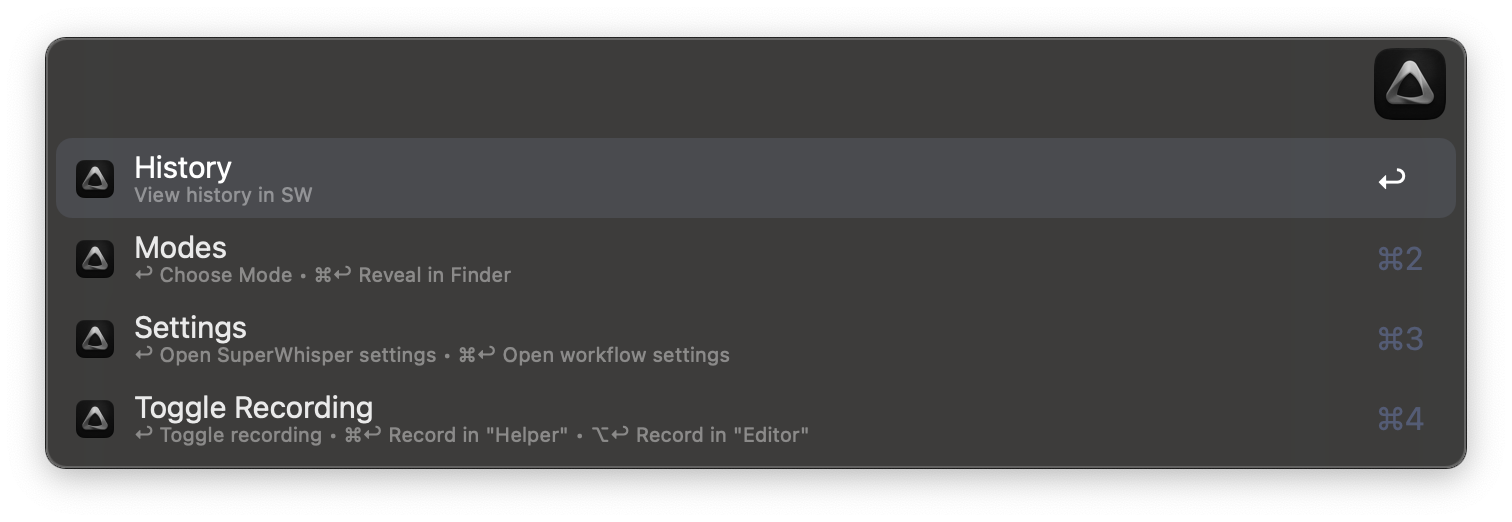 History
View history in SW
↩
Modes
↩ Choose Mode • ⌘↩ Reveal in Finder
⌘2
Settings
↩ Open SuperWhisper settings • ⌘↩ Open workflow settings
⌘3
Toggle Recording
↩ Toggle recording • ⌘↩ Record in "Helper" • ⌥↩ Record in "Editor"
⌘4